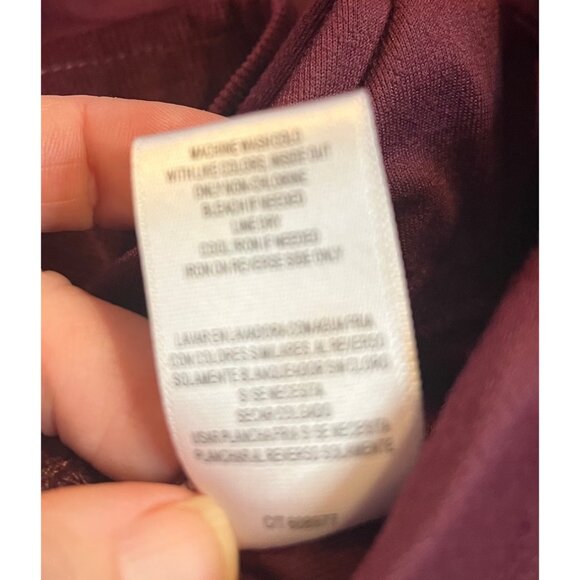 MACHINE WASH COLD
WITH LIKE COLORS, INSIDE OUT
ONLY NON-CHLORINE
BLEACH IF NEEDED
LINE DRY
COOL IRON IF NEEDED
IRON ON REVERSE SIDE ONLY
LAVAR EN LAVADORA CON AGUA FRIA
CON COLORES SIMILARES, AL REVERSO
SOLAMENTE BLANQUEADOR SIN CLORO
SI SE NECESITA
SECAR COLGADO
USAR PLANCHA FRIA SI SE NECESITA
PLANCHAR AL REVERSO SOLAMENTE
C/T